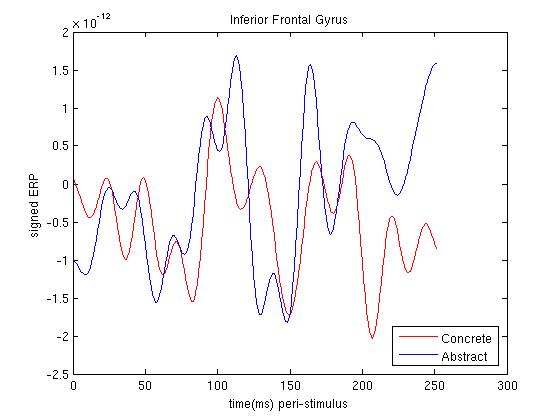 Inferior Frontal Gyrus
× 10⁻¹²
2
1.5
1
0.5
0
-0.5
-1
-1.5
-2
-2.5
signed ERP
0 50 100 150 200 250 300
time(ms) peri-stimulus
Concrete
Abstract